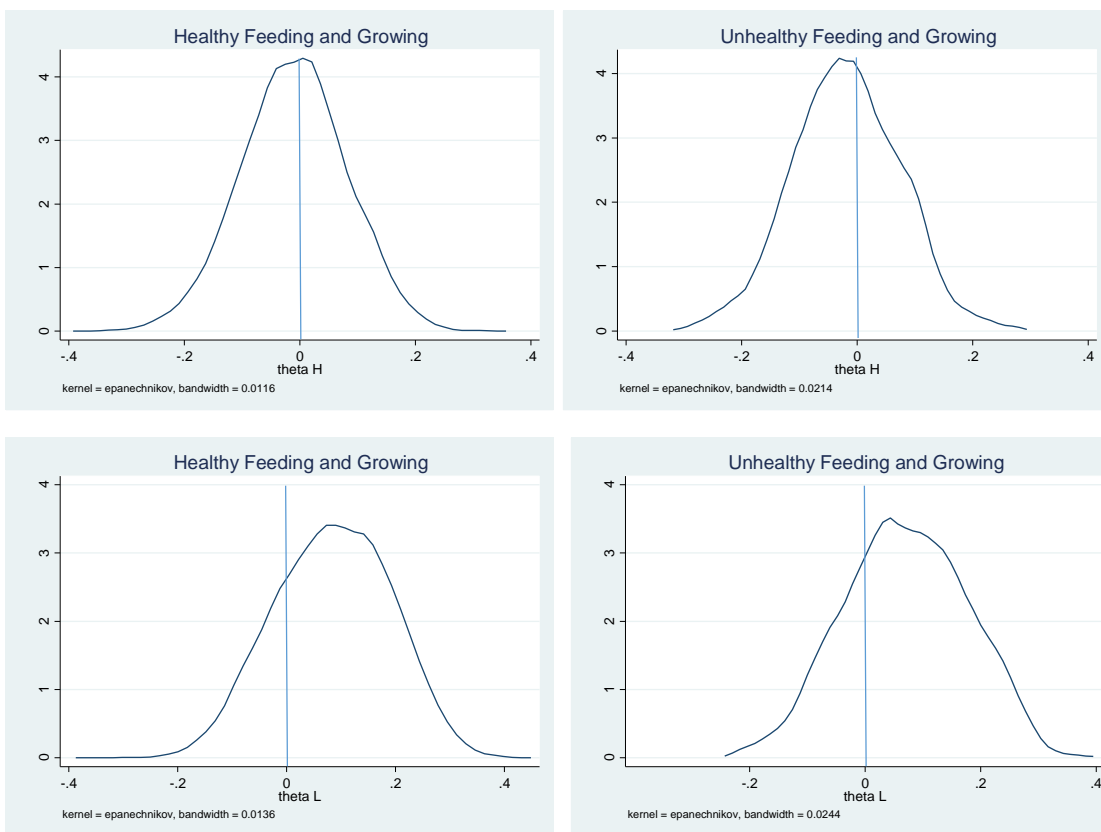 Healthy Feeding and Growing
4
3
2
1
0
-.4 -.2 0 .2 .4
theta H
kernel = epanechnikov, bandwidth = 0.0116
Unhealthy Feeding and Growing
4
3
2
1
0
-.4 -.2 0 .2 .4
theta H
kernel = epanechnikov, bandwidth = 0.0214
Healthy Feeding and Growing
4
3
2
1
0
-.4 -.2 0 .2 .4
theta L
kernel = epanechnikov, bandwidth = 0.0136
Unhealthy Feeding and Growing
4
3
2
1
0
-.2 0 .2 .4
theta L
kernel = epanechnikov, bandwidth = 0.0244